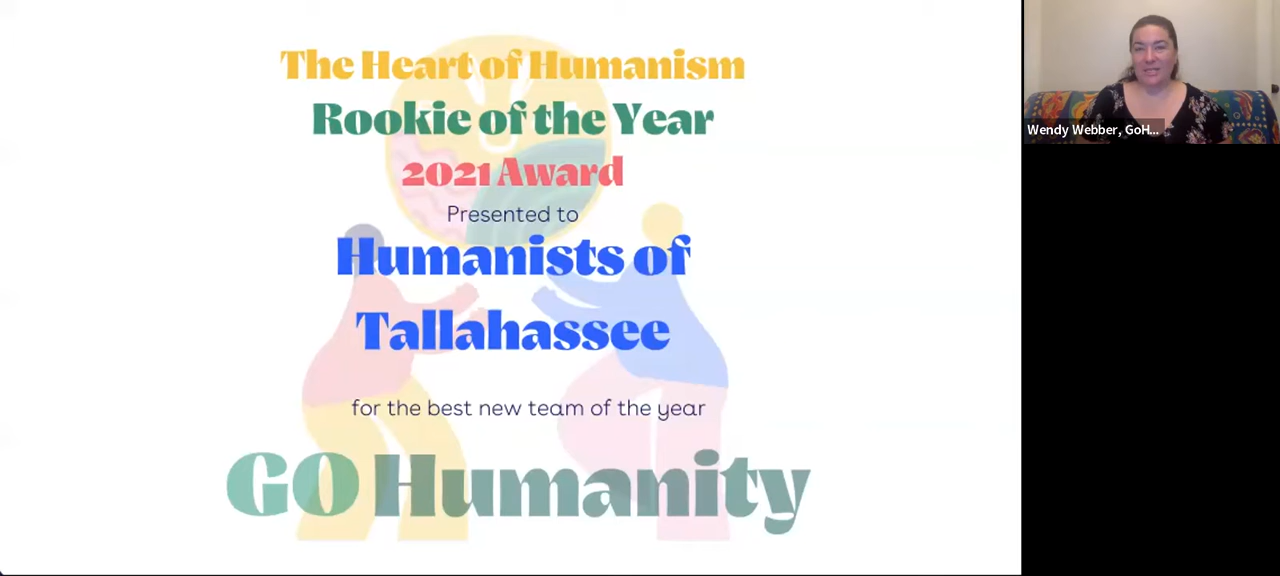 The Heart of Humanism
Rookie of the Year
2021 Award
Presented to
Humanists of
Tallahassee
for the best new team of the year
GO Humanity
Wendy Webber, GoH...